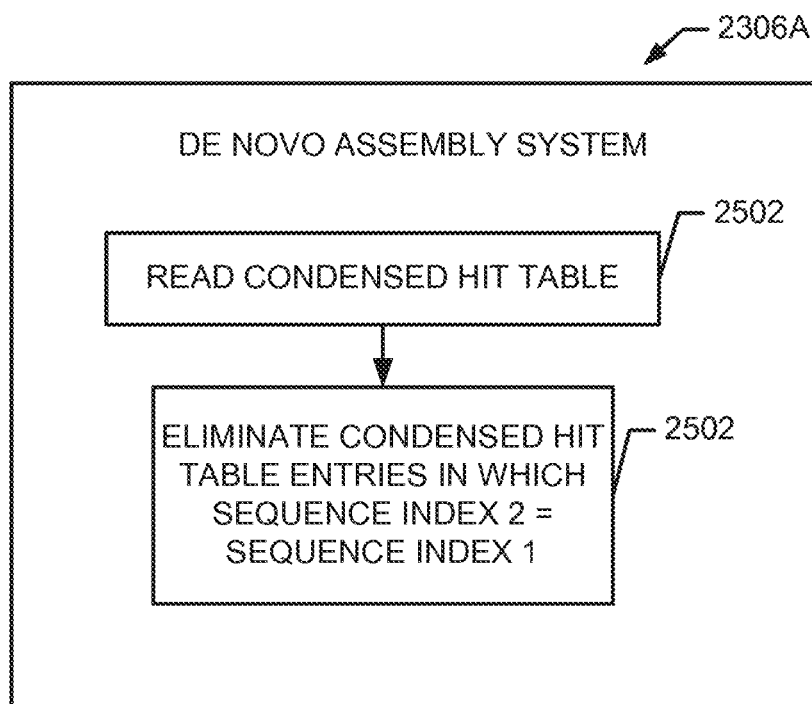 2306A
DE NOVO ASSEMBLY SYSTEM
2502
READ CONDENSED HIT TABLE
ELIMINATE CONDENSED HIT
TABLE ENTRIES IN WHICH
SEQUENCE INDEX 2 =
SEQUENCE INDEX 1
2502